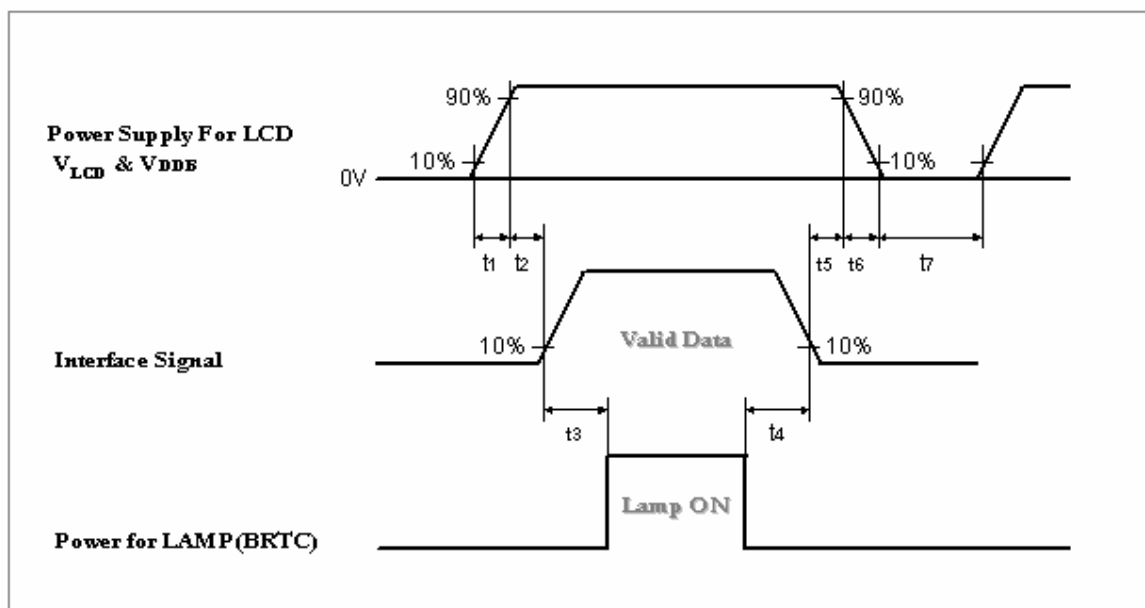 90%
90%
Power Supply For LCD
VLCD & VDDB
10%
10%
0V
t1
t2
t5
t6
t7
Valid Data
10%
10%
Interface Signal
t3
t4
Lamp ON
Power for LAMP(BRTC)